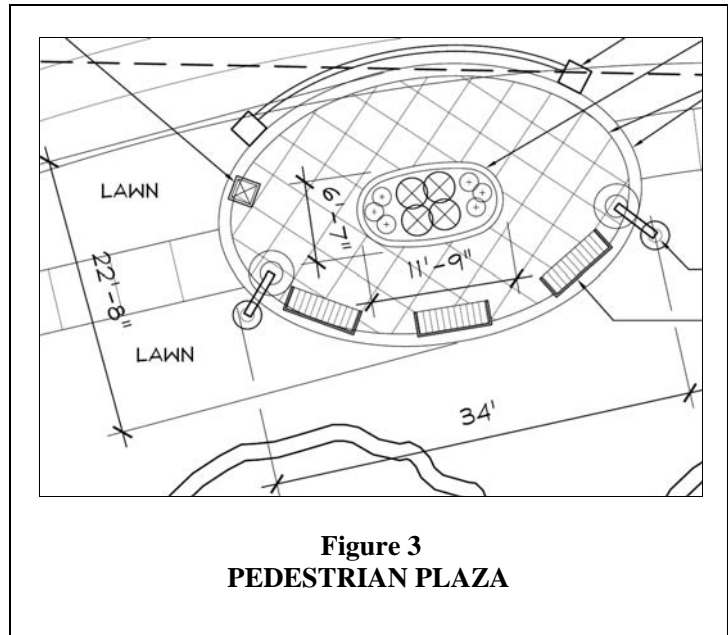 LAWN
6'-7"
11'-9"
22'-8"
LAWN
34'
Figure 3
PEDESTRIAN PLAZA